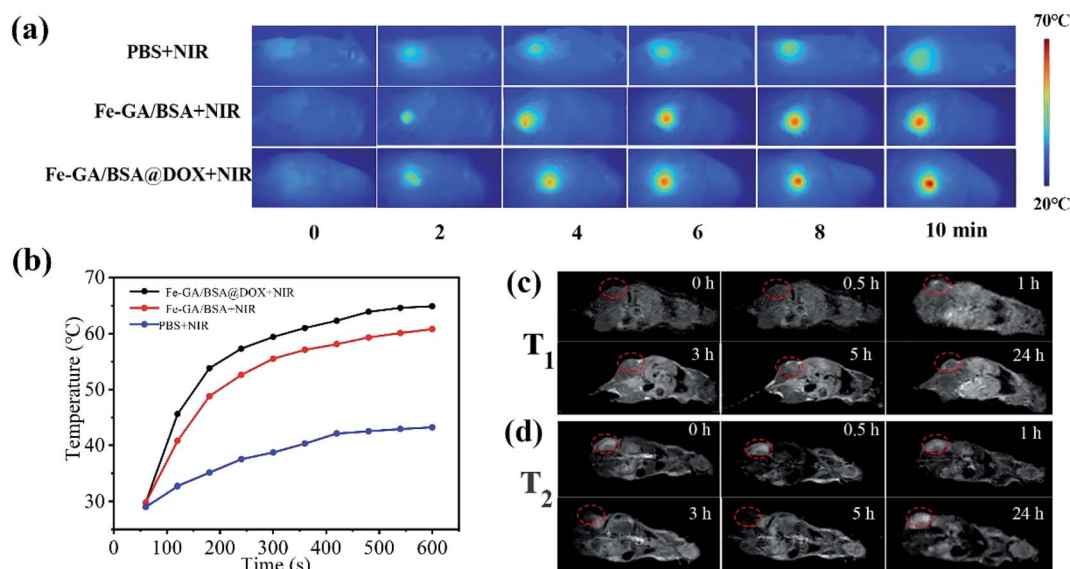 (a)
70℃
PBS+NIR
Fe-GA/BSA+NIR
Fe-GA/BSA@DOX+NIR
20℃
0 2 4 6 8 10 min
(b)
70
60
50
40
30
Temperature (℃)
Fe-GA/BSA@DOX+NIR
Fe-GA/BSA+NIR
PBS+NIR
0 100 200 300 400 500 600
Time (s)
(c)
T1
0 h 0.5 h 1 h
3 h 5 h 24 h
(d)
T2
0 h 0.5 h 1 h
3 h 5 h 24 h